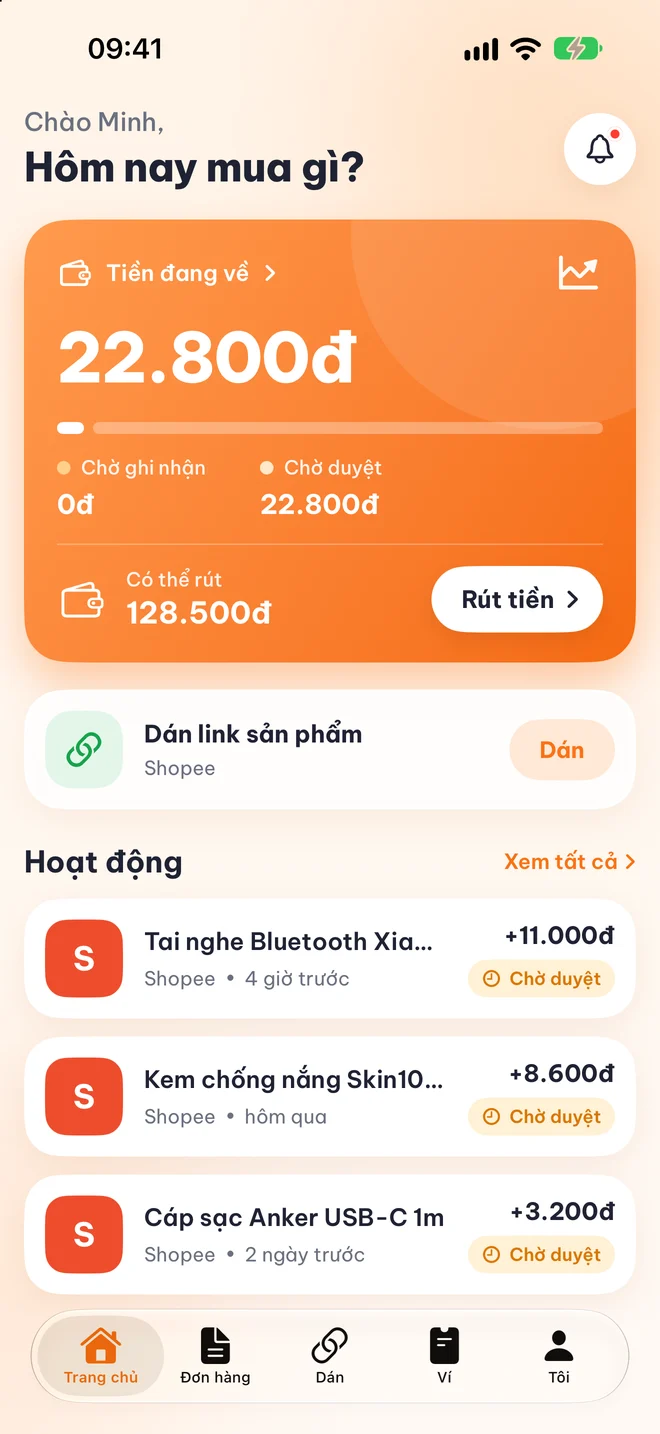 09:41
Chào Minh,
Hôm nay mua gì?
Tiền đang về
22.800đ
Chờ ghi nhận
Chờ duyệt
0đ
22.800đ
Có thể rút
128.500đ
Rút tiền
Dán link sản phẩm
Shopee
Dán
Hoạt động
Xem tất cả
S
Tai nghe Bluetooth Xia...
+11.000đ
Shopee • 4 giờ trước
Chờ duyệt
S
Kem chống nắng Skin10...
+8.600đ
Shopee • hôm qua
Chờ duyệt
S
Cáp sạc Anker USB-C 1m
+3.200đ
Shopee • 2 ngày trước
Chờ duyệt
Trang chủ
Đơn hàng
Dán
Ví
Tôi